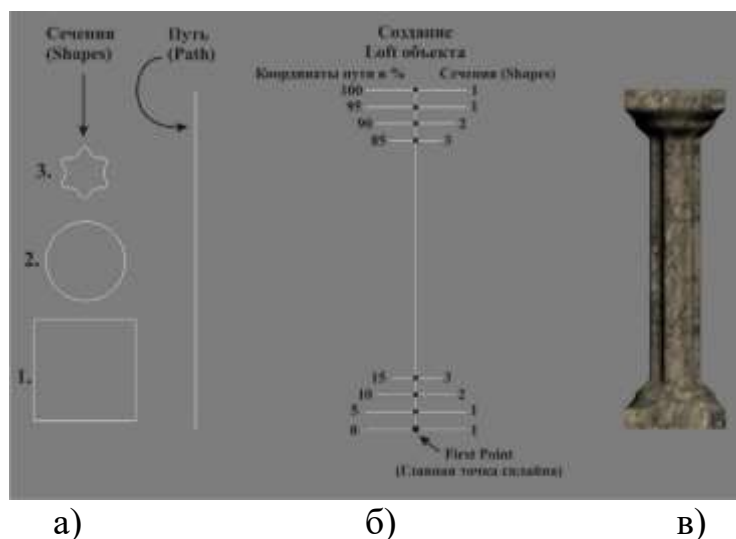 Сечения
(Shapes)
Путь
(Path)
3.
2.
1.
Создание
Loft объекта
Координаты пути в %
Сечения (Shapes)
100 1
95 1
90 2
85 3
15 3
10 2
5 1
0 1
First Point
(Главная точка сплайна)
а) б) в)